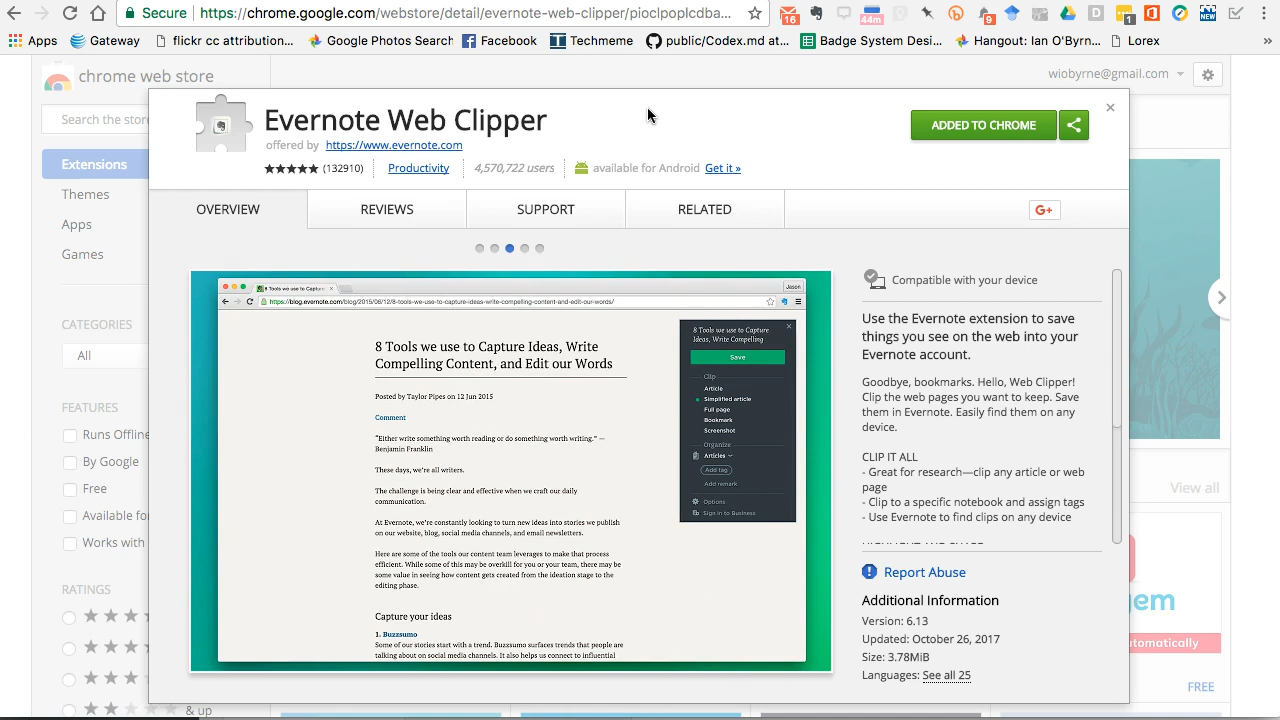 Secure
https://chrome.google.com/webstore/detail/evernote-web-clipper/pioclpoplcdba...
16
44m
9
D
1
NEW
Apps
Gateway
flickr cc attribution...
Google Photos Search
Facebook
Techmeme
public/Codex.md at...
Badge System Desi...
Hangout: Ian O'Byrn...
Lorex
»
chrome web store
wiobyrne@gmail.com
Search the store
Extensions
Themes
Apps
Games
CATEGORIES
All
FEATURES
Runs Offline
By Google
Free
Available for
Works with
RATINGS
& up
Evernote Web Clipper
offered by https://www.evernote.com
(132910)
Productivity
4,570,722 users
available for Android Get it »
ADDED TO CHROME
OVERVIEW
REVIEWS
SUPPORT
RELATED
G+
8 Tools we use to Captur
Jason
https://blog.evernote.com/blog/2015/06/12/8-tools-we-use-to-capture-ideas-write-compelling-content-and-edit-our-words/
8 Tools we use to Capture Ideas, Write
Compelling Content, and Edit our Words
Posted by Taylor Pipes on 12 Jun 2015
Comment
“Either write something worth reading or do something worth writing.” —
Benjamin Franklin
These days, we’re all writers.
The challenge is being clear and effective when we craft our daily
communication.
At Evernote, we’re constantly looking to turn new ideas into stories we publish
on our website, blog, social media channels, and email newsletters.
Here are some of the tools our content team leverages to make that process
efficient. While some of this may be overkill for you or your team, there may be
some value in seeing how content gets created from the ideation stage to the
editing phase.
Capture your ideas
1. Buzzsumo
Some of our stories start with a trend. Buzzsumo surfaces trends that people are
talking about on social media channels. It also helps us to connect to influential
8 Tools we use to Capture
Ideas, Write Compelling
Save
Clip
Article
Simplified article
Full page
Bookmark
Screenshot
Organize
Articles
Add tag
Add remark
Options
Sign in to Business
Compatible with your device
Use the Evernote extension to save
things you see on the web into your
Evernote account.
Goodbye, bookmarks. Hello, Web Clipper!
Clip the web pages you want to keep. Save
them in Evernote. Easily find them on any
device.
CLIP IT ALL
- Great for research—clip any article or web
page
- Clip to a specific notebook and assign tags
- Use Evernote to find clips on any device
HIGHLIGHT AND SHARE
Report Abuse
Additional Information
Version: 6.13
Updated: October 26, 2017
Size: 3.78MiB
Languages: See all 25
View all
gem
utomatically
FREE